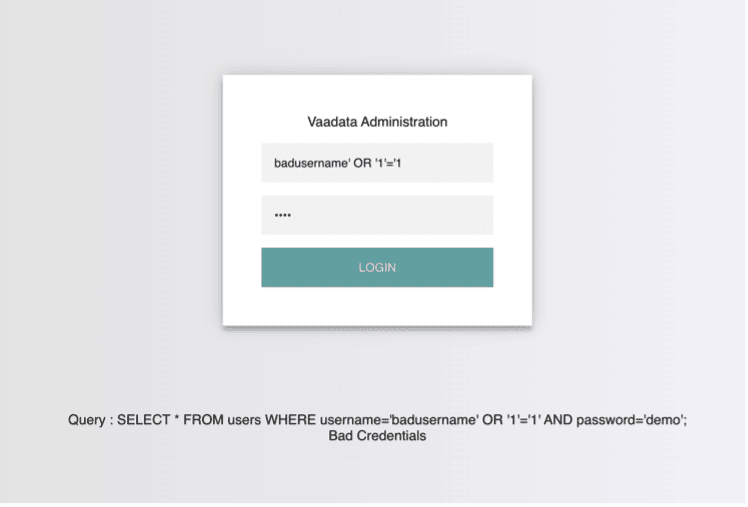 Vaadata Administration
badusername' OR '1'='1
••••
LOGIN
Query : SELECT * FROM users WHERE username='badusername' OR '1'='1' AND password='demo';
Bad Credentials